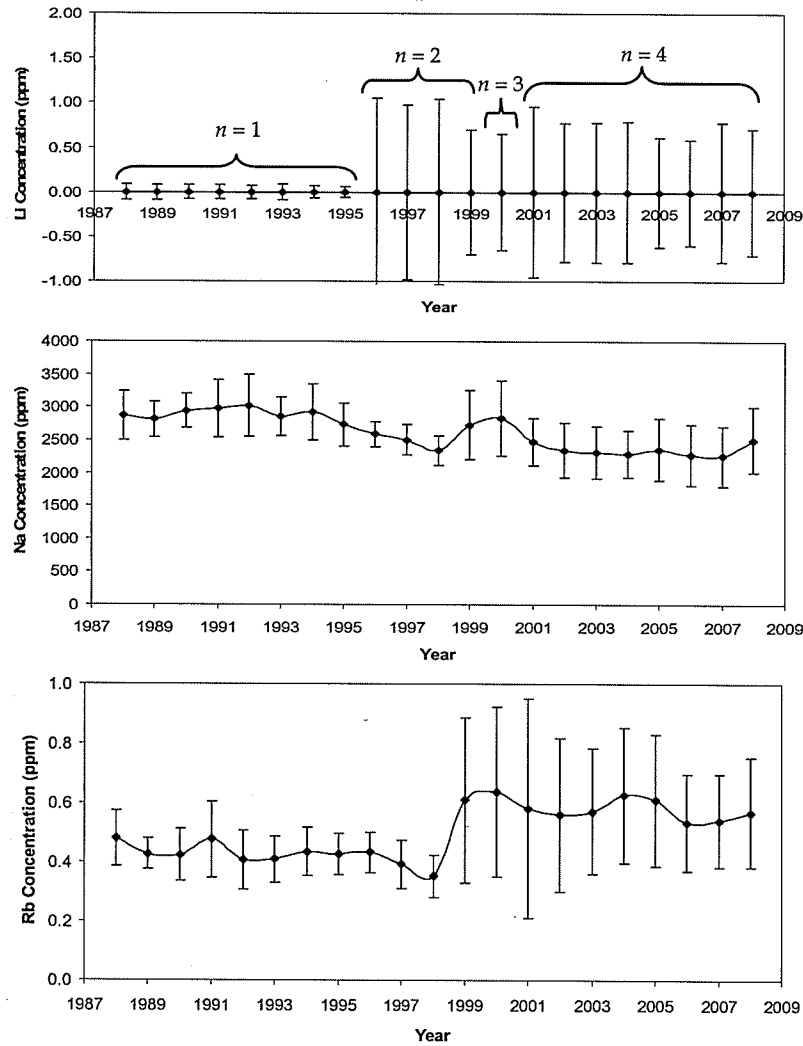 2.00
1.50
1.00
0.50
0.00
-0.50
-1.00
LI Concentration (ppm)
n = 1
n = 2
n = 3
n = 4
1987 1989 1991 1993 1995 1997 1999 2001 2003 2005 2007 2009
Year
4000
3500
3000
2500
2000
1500
1000
500
0
Na Concentration (ppm)
1987 1989 1991 1993 1995 1997 1999 2001 2003 2005 2007 2009
Year
1.0
0.8
0.6
0.4
0.2
0.0
Rb Concentration (ppm)
1987 1989 1991 1993 1995 1997 1999 2001 2003 2005 2007 2009
Year